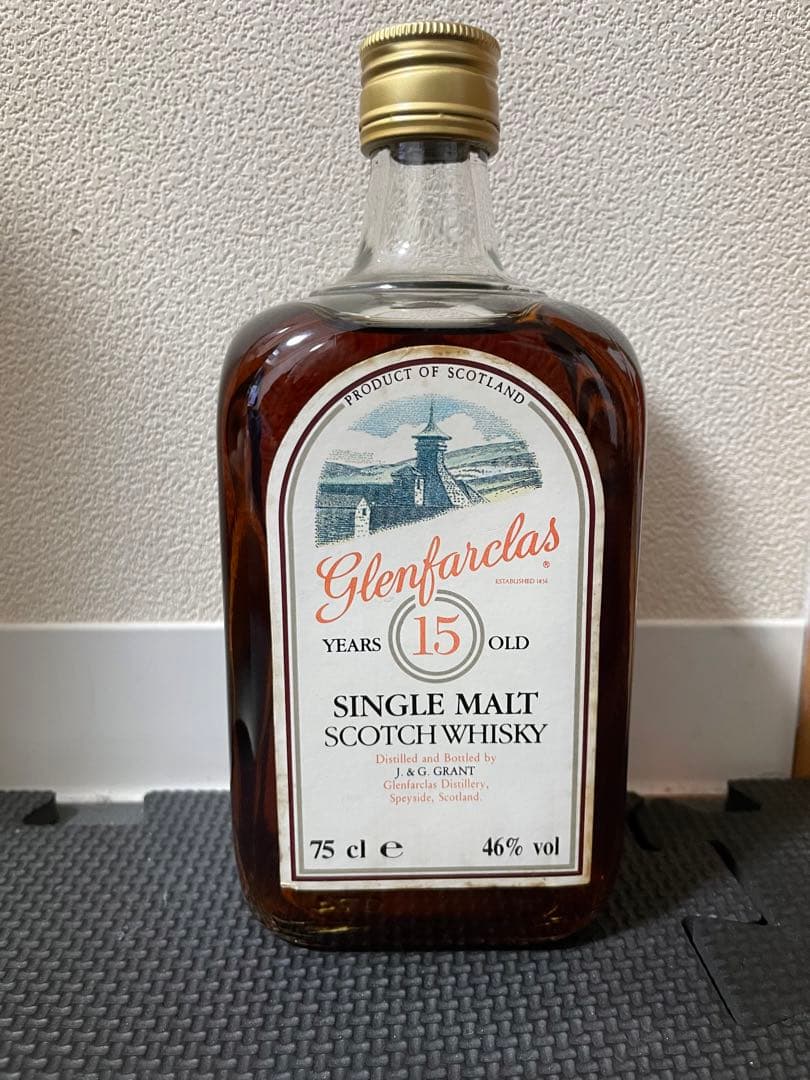 PRODUCT OF SCOTLAND
Glenfarclas
®
ESTABLISHED 1836
YEARS 15 OLD
SINGLE MALT
SCOTCH WHISKY
Distilled and Bottled by
J. & G. GRANT
Glenfarclas Distillery,
Speyside, Scotland.
75 cl e 46% vol